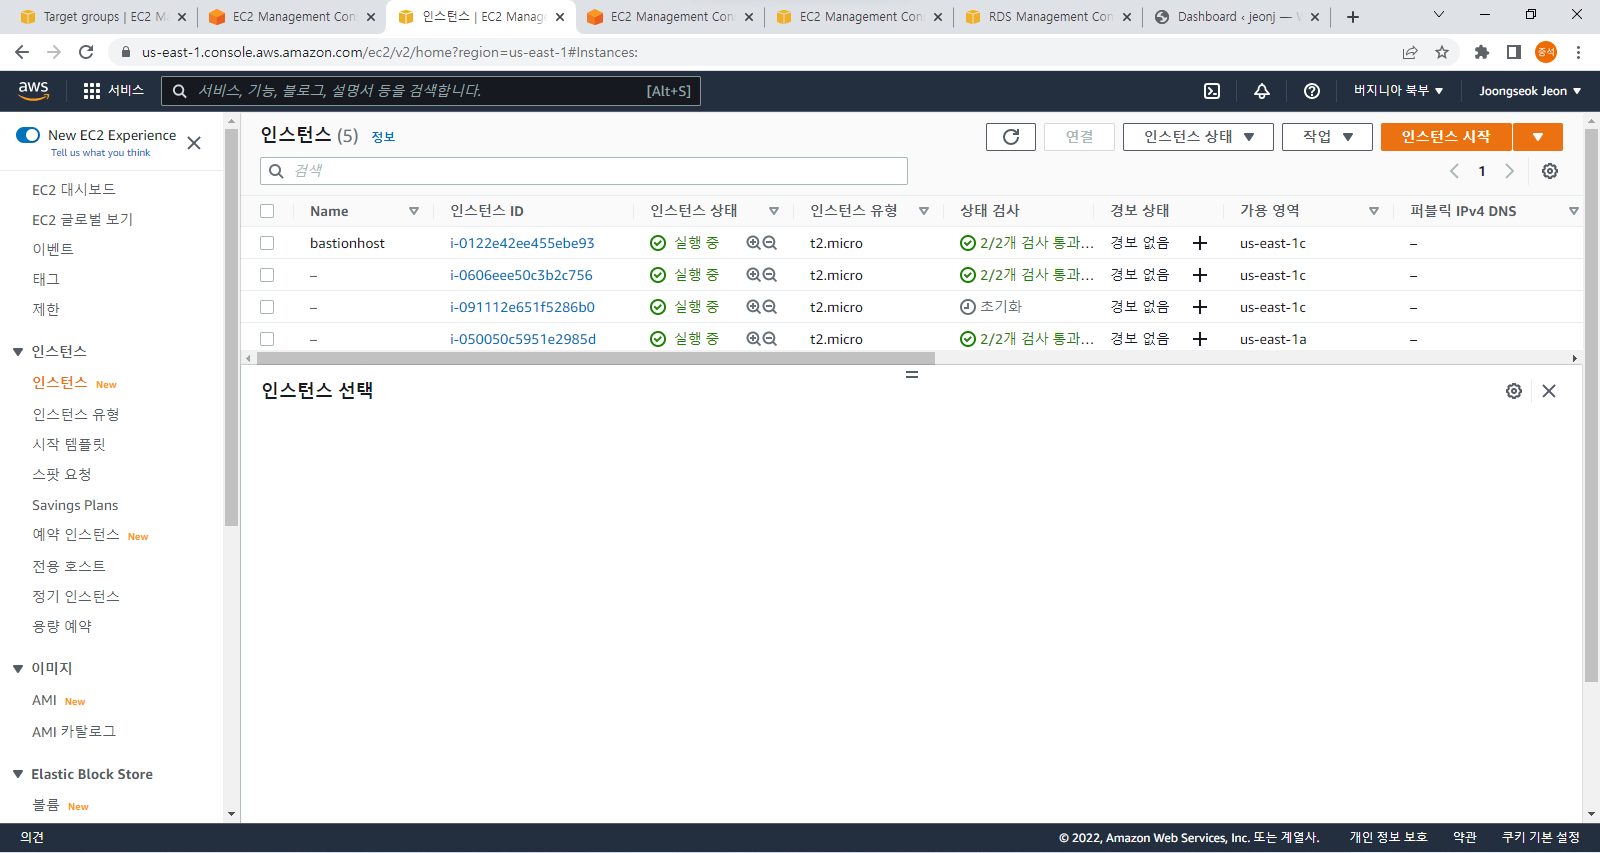 Target groups | EC2 M
EC2 Management Con
인스턴스 | EC2 Manage
EC2 Management Cons
EC2 Management Con
RDS Management Con
Dashboard ‹ jeonj —
us-east-1.console.aws.amazon.com/ec2/v2/home?region=us-east-1#Instances:
중석
aws
서비스
서비스, 기능, 블로그, 설명서 등을 검색합니다.
[Alt+S]
버지니아 북부
Joongseok Jeon
New EC2 Experience
Tell us what you think
EC2 대시보드
EC2 글로벌 보기
이벤트
태그
제한
인스턴스
인스턴스 New
인스턴스 유형
시작 템플릿
스팟 요청
Savings Plans
예약 인스턴스 New
전용 호스트
정기 인스턴스
용량 예약
이미지
AMI New
AMI 카탈로그
Elastic Block Store
볼륨 New
인스턴스 (5) 정보
연결
인스턴스 상태
작업
인스턴스 시작
검색
1
Name 인스턴스 ID 인스턴스 상태 인스턴스 유형 상태 검사 경보 상태 가용 영역 퍼블릭 IPv4 DNS
bastionhost i-0122e42ee455ebe93 실행 중 t2.micro 2/2개 검사 통과... 경보 없음 + us-east-1c –
– i-0606eee50c3b2c756 실행 중 t2.micro 2/2개 검사 통과... 경보 없음 + us-east-1c –
– i-091112e651f5286b0 실행 중 t2.micro 초기화 경보 없음 + us-east-1c –
– i-050050c5951e2985d 실행 중 t2.micro 2/2개 검사 통과... 경보 없음 + us-east-1a –
인스턴스 선택
의견
© 2022, Amazon Web Services, Inc. 또는 계열사.
개인 정보 보호
약관
쿠키 기본 설정